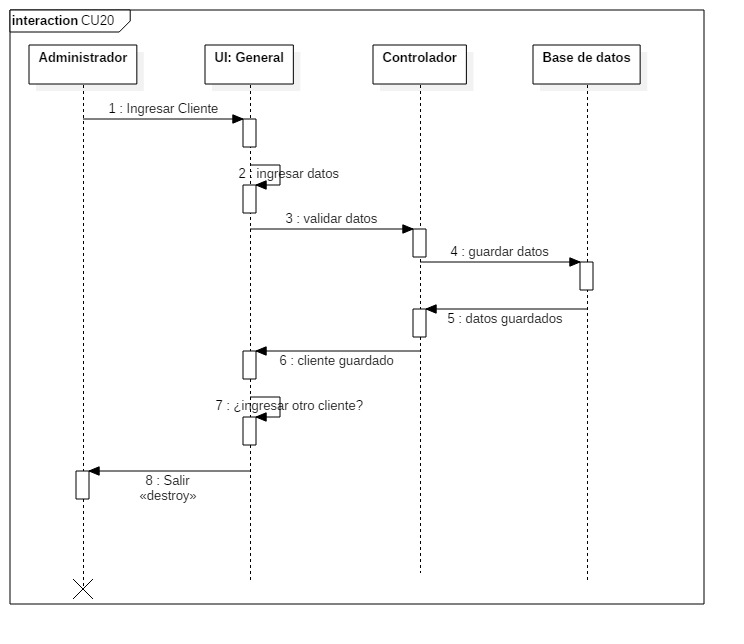 interaction CU20
Administrador
UI: General
Controlador
Base de datos
1 : Ingresar Cliente
2 : ingresar datos
3 : validar datos
4 : guardar datos
5 : datos guardados
6 : cliente guardado
7 : ¿ingresar otro cliente?
8 : Salir
«destroy»